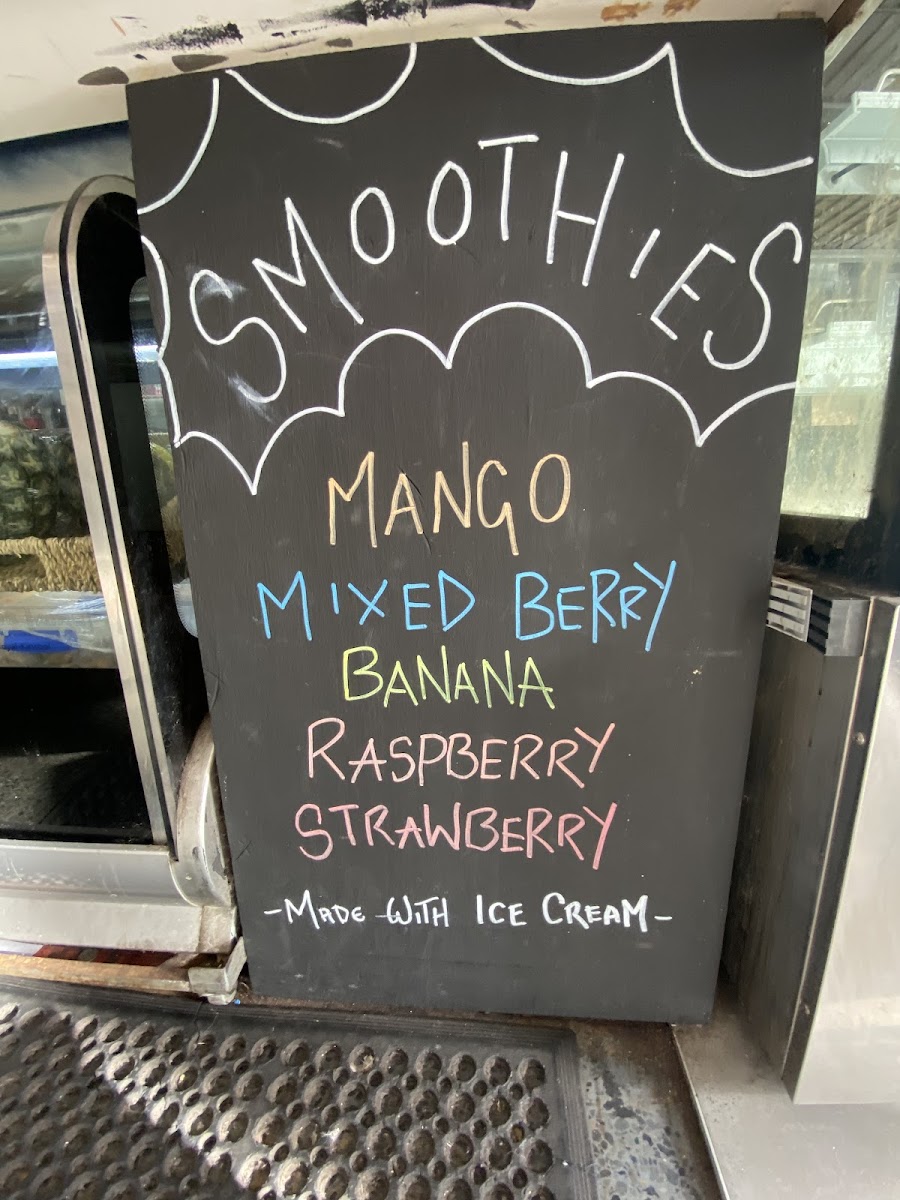 SMOOTHIES
MANGO
MIXED BERRY
BANANA
RASPBERRY
STRAWBERRY
-MADE WITH ICE CREAM-